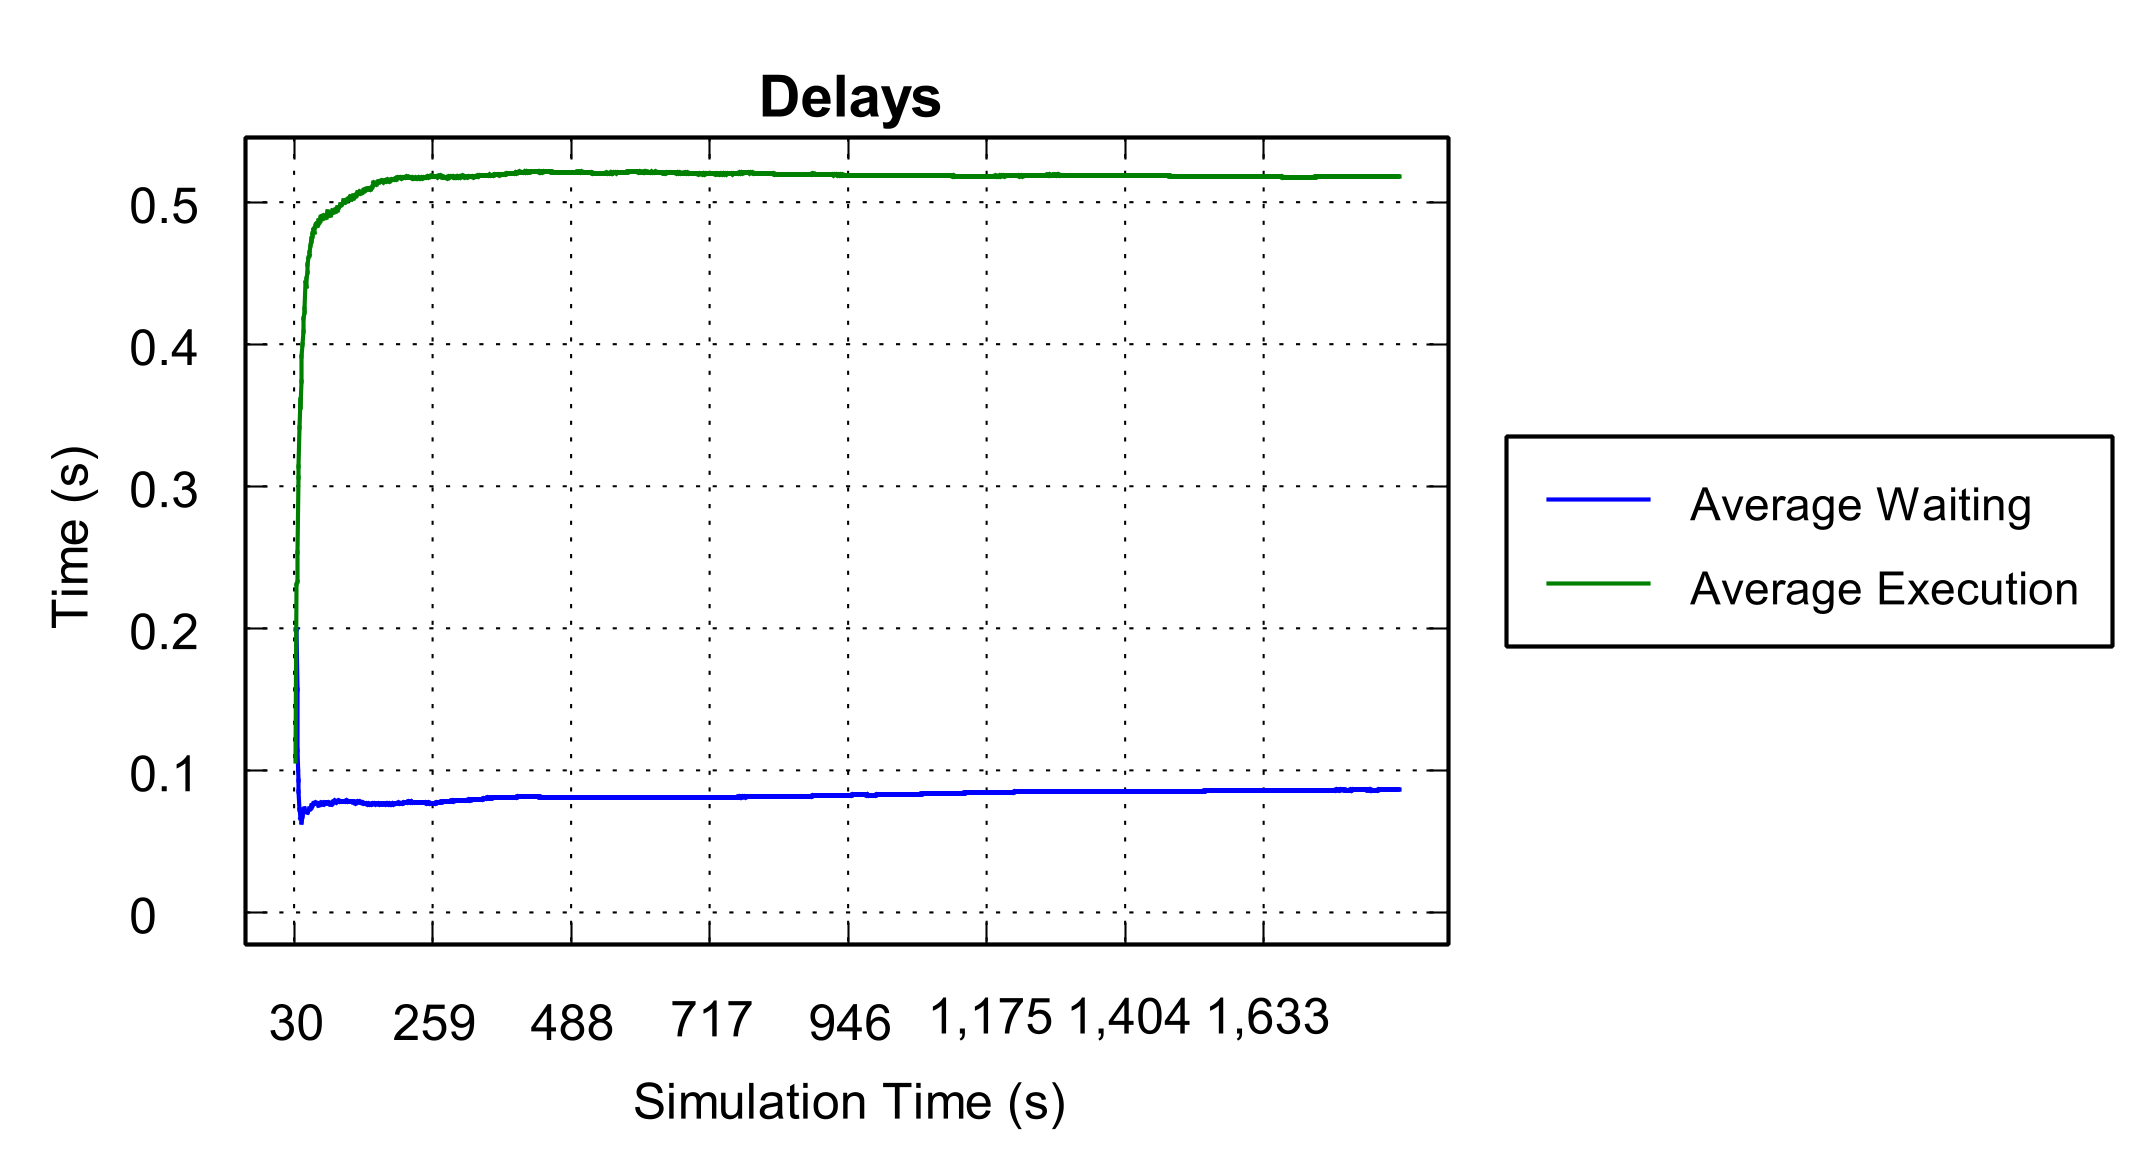 Delays
0.5
0.4
0.3
0.2
0.1
0
Time (s)
30 259 488 717 946 1,175 1,404 1,633
Simulation Time (s)
Average Waiting
Average Execution